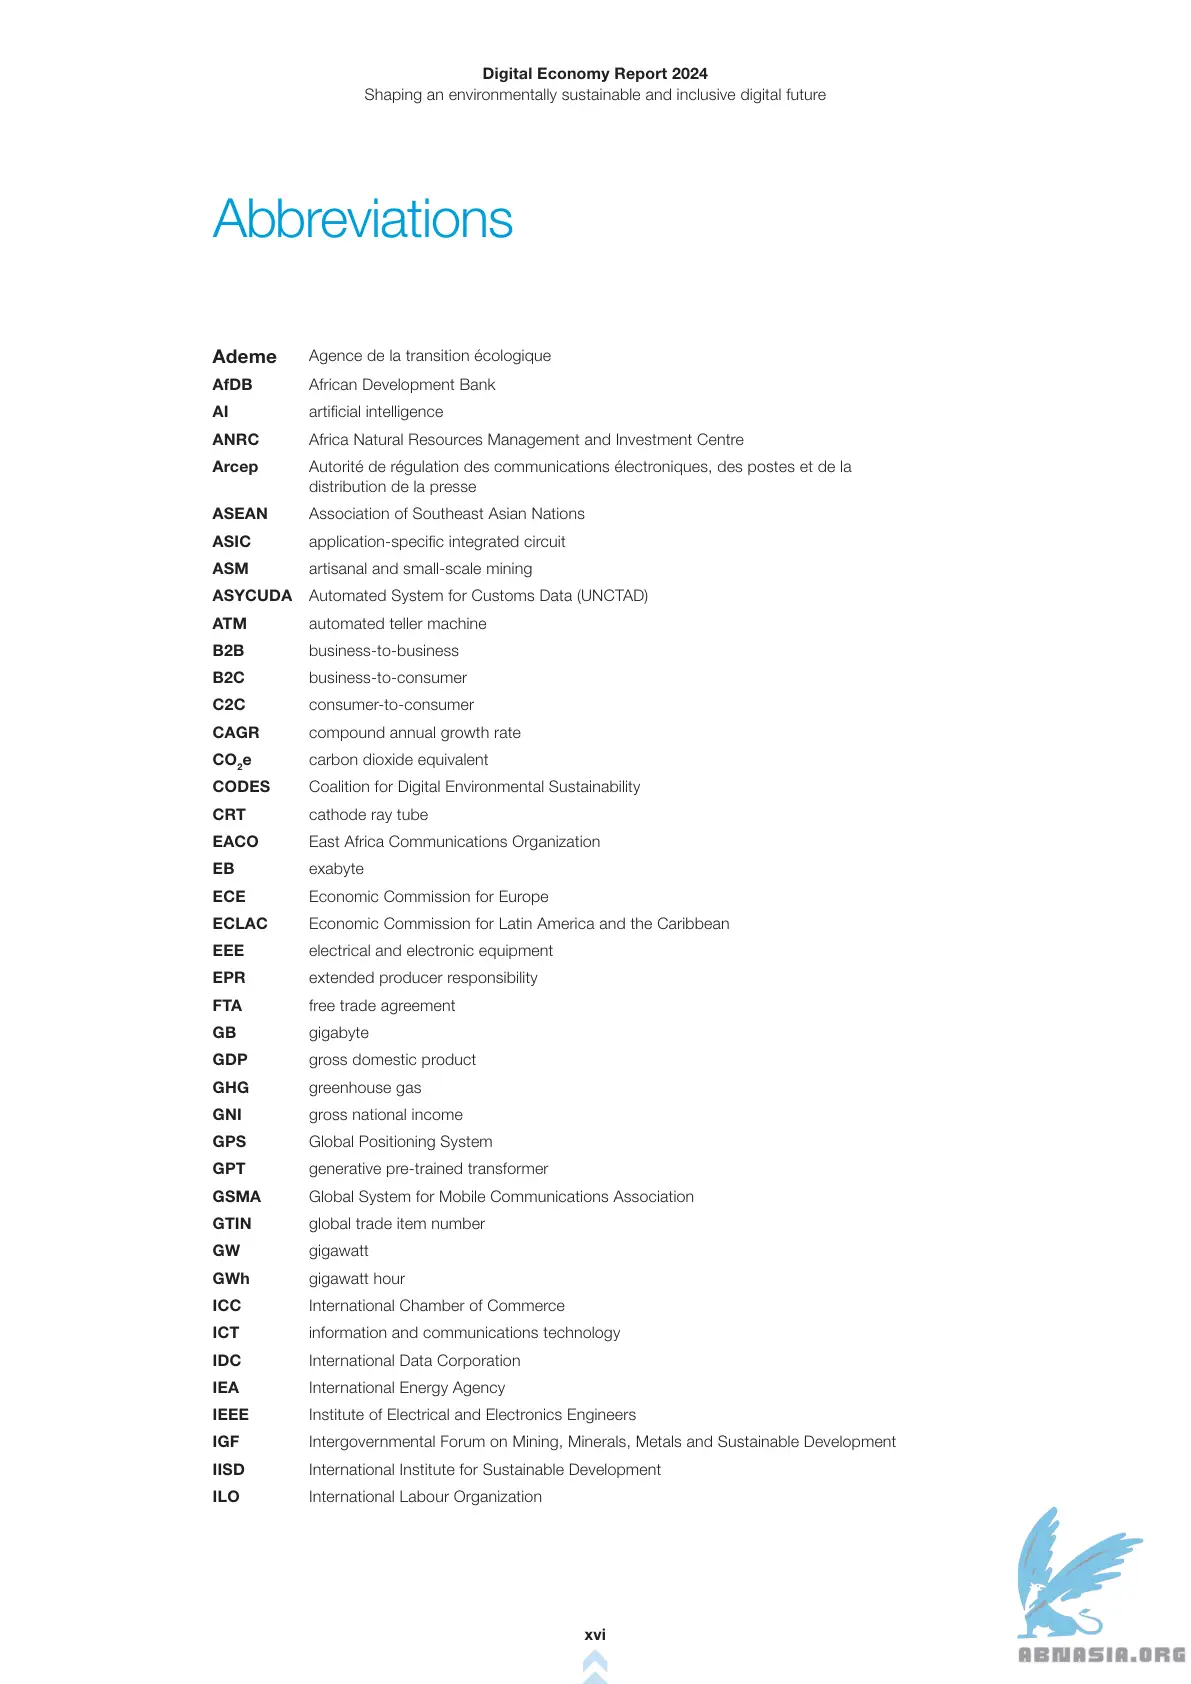 Digital Economy Report 2024
Shaping an environmentally sustainable and inclusive digital future
Abbreviations
Ademe Agence de la transition écologique
AfDB African Development Bank
AI artificial intelligence
ANRC Africa Natural Resources Management and Investment Centre
Arcep Autorité de régulation des communications électroniques, des postes et de la
distribution de la presse
ASEAN Association of Southeast Asian Nations
ASIC application-specific integrated circuit
ASM artisanal and small-scale mining
ASYCUDA Automated System for Customs Data (UNCTAD)
ATM automated teller machine
B2B business-to-business
B2C business-to-consumer
C2C consumer-to-consumer
CAGR compound annual growth rate
CO₂e carbon dioxide equivalent
CODES Coalition for Digital Environmental Sustainability
CRT cathode ray tube
EACO East Africa Communications Organization
EB exabyte
ECE Economic Commission for Europe
ECLAC Economic Commission for Latin America and the Caribbean
EEE electrical and electronic equipment
EPR extended producer responsibility
FTA free trade agreement
GB gigabyte
GDP gross domestic product
GHG greenhouse gas
GNI gross national income
GPS Global Positioning System
GPT generative pre-trained transformer
GSMA Global System for Mobile Communications Association
GTIN global trade item number
GW gigawatt
GWh gigawatt hour
ICC International Chamber of Commerce
ICT information and communications technology
IDC International Data Corporation
IEA International Energy Agency
IEEE Institute of Electrical and Electronics Engineers
IGF Intergovernmental Forum on Mining, Minerals, Metals and Sustainable Development
IISD International Institute for Sustainable Development
ILO International Labour Organization
xvi
ABNASIA.ORG